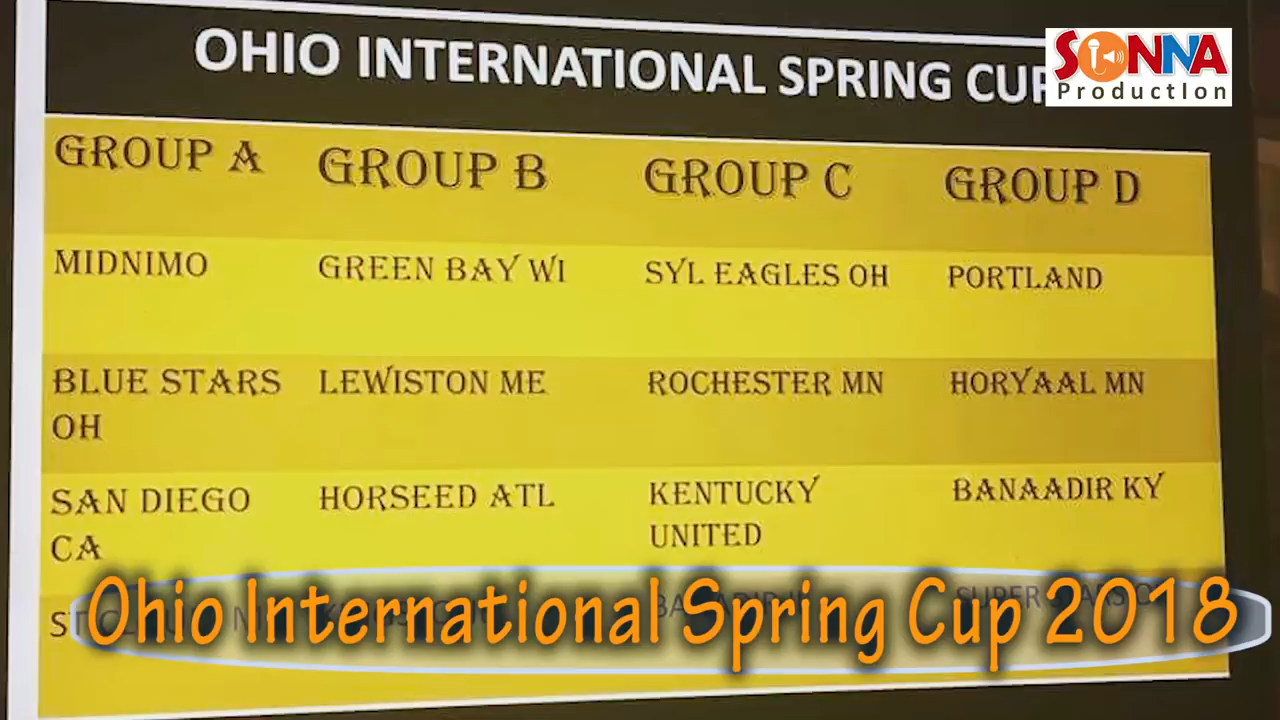 OHIO INTERNATIONAL SPRING CUP
SONNA
Production
GROUP A GROUP B GROUP C GROUP D
MIDNIMO GREEN BAY WI SYL EAGLES OH PORTLAND
BLUE STARS OH LEWISTON ME ROCHESTER MN HORYAAL MN
SAN DIEGO CA HORSEED ATL KENTUCKY UNITED BANAADIR KY
SUPER STARS
Ohio International Spring Cup 2018